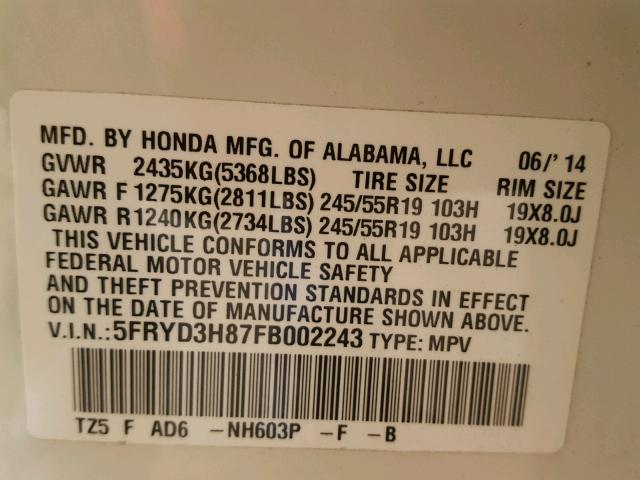 MFD. BY HONDA MFG. OF ALABAMA, LLC 06/'14
GVWR 2435KG(5368LBS) TIRE SIZE RIM SIZE
GAWR F 1275KG(2811LBS) 245/55R19 103H 19X8.0J
GAWR R 1240KG(2734LBS) 245/55R19 103H 19X8.0J
THIS VEHICLE CONFORMS TO ALL APPLICABLE
FEDERAL MOTOR VEHICLE SAFETY
AND THEFT PREVENTION STANDARDS IN EFFECT
ON THE DATE OF MANUFACTURE SHOWN ABOVE.
V.I.N.:5FRYD3H87FB002243 TYPE: MPV
TZ5 F AD6 -NH603P -F -B